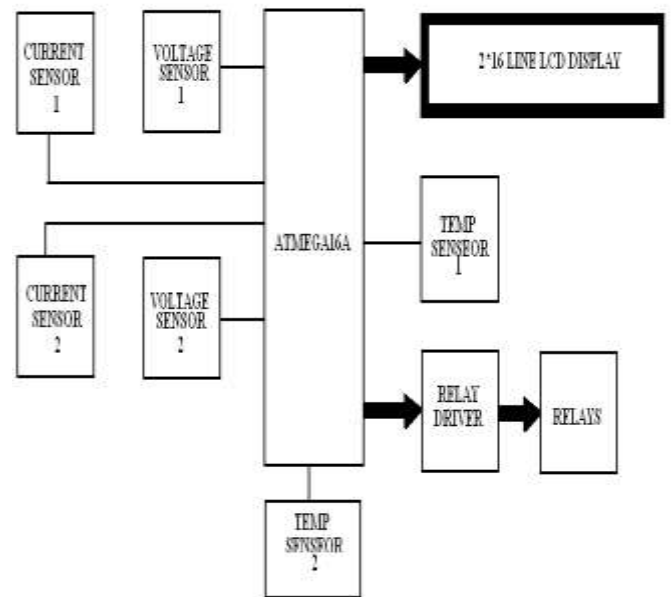 CURRENT
SENSOR
1
VOLTAGE
SENSOR
1
2*16 LINE LCD DISPLAY
ATMEGA16A
TEMP
SENSEOR
1
CURRENT
SENSOR
2
VOLTAGE
SENSOR
2
RELAY
DRIVER
RELAYS
TEMP
SENSEOR
2